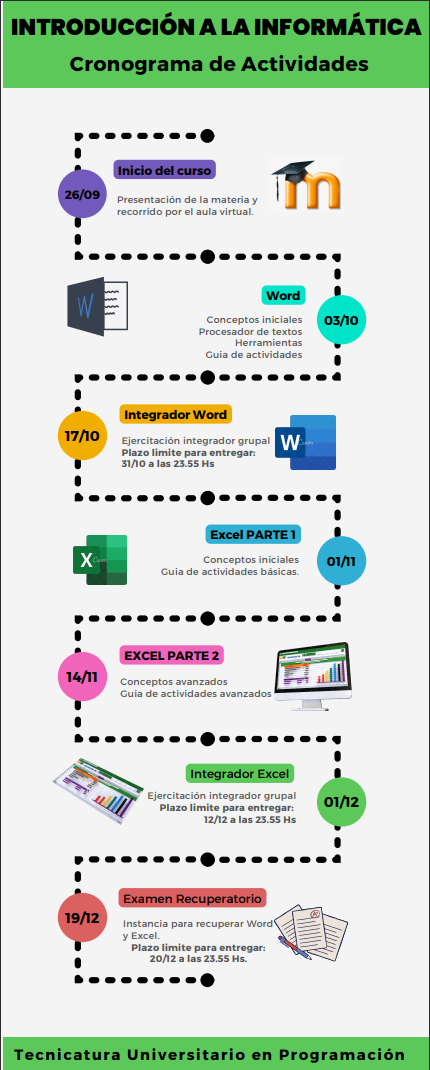 INTRODUCCIÓN A LA INFORMÁTICA
Cronograma de Actividades
26/09
Inicio del curso
Presentación de la materia y
recorrido por el aula virtual.
m
W
Word
03/10
Conceptos iniciales
Procesador de textos
Herramientas
Guia de actividades
17/10
Integrador Word
Ejercitación integrador grupal
Plazo limite para entregar:
31/10 a las 23.55 Hs
W
X
Excel PARTE 1
01/11
Conceptos iniciales
Guia de actividades básicas.
14/11
EXCEL PARTE 2
Conceptos avanzados
Guia de actividades avanzados
Integrador Excel
01/12
Ejercitación integrador grupal
Plazo limite para entregar:
12/12 a las 23.55 Hs
19/12
Examen Recuperatorio
Instancia para recuperar Word
y Excel.
Plazo limite para entregar:
20/12 a las 23.55 Hs.
Tecnicatura Universitario en Programación